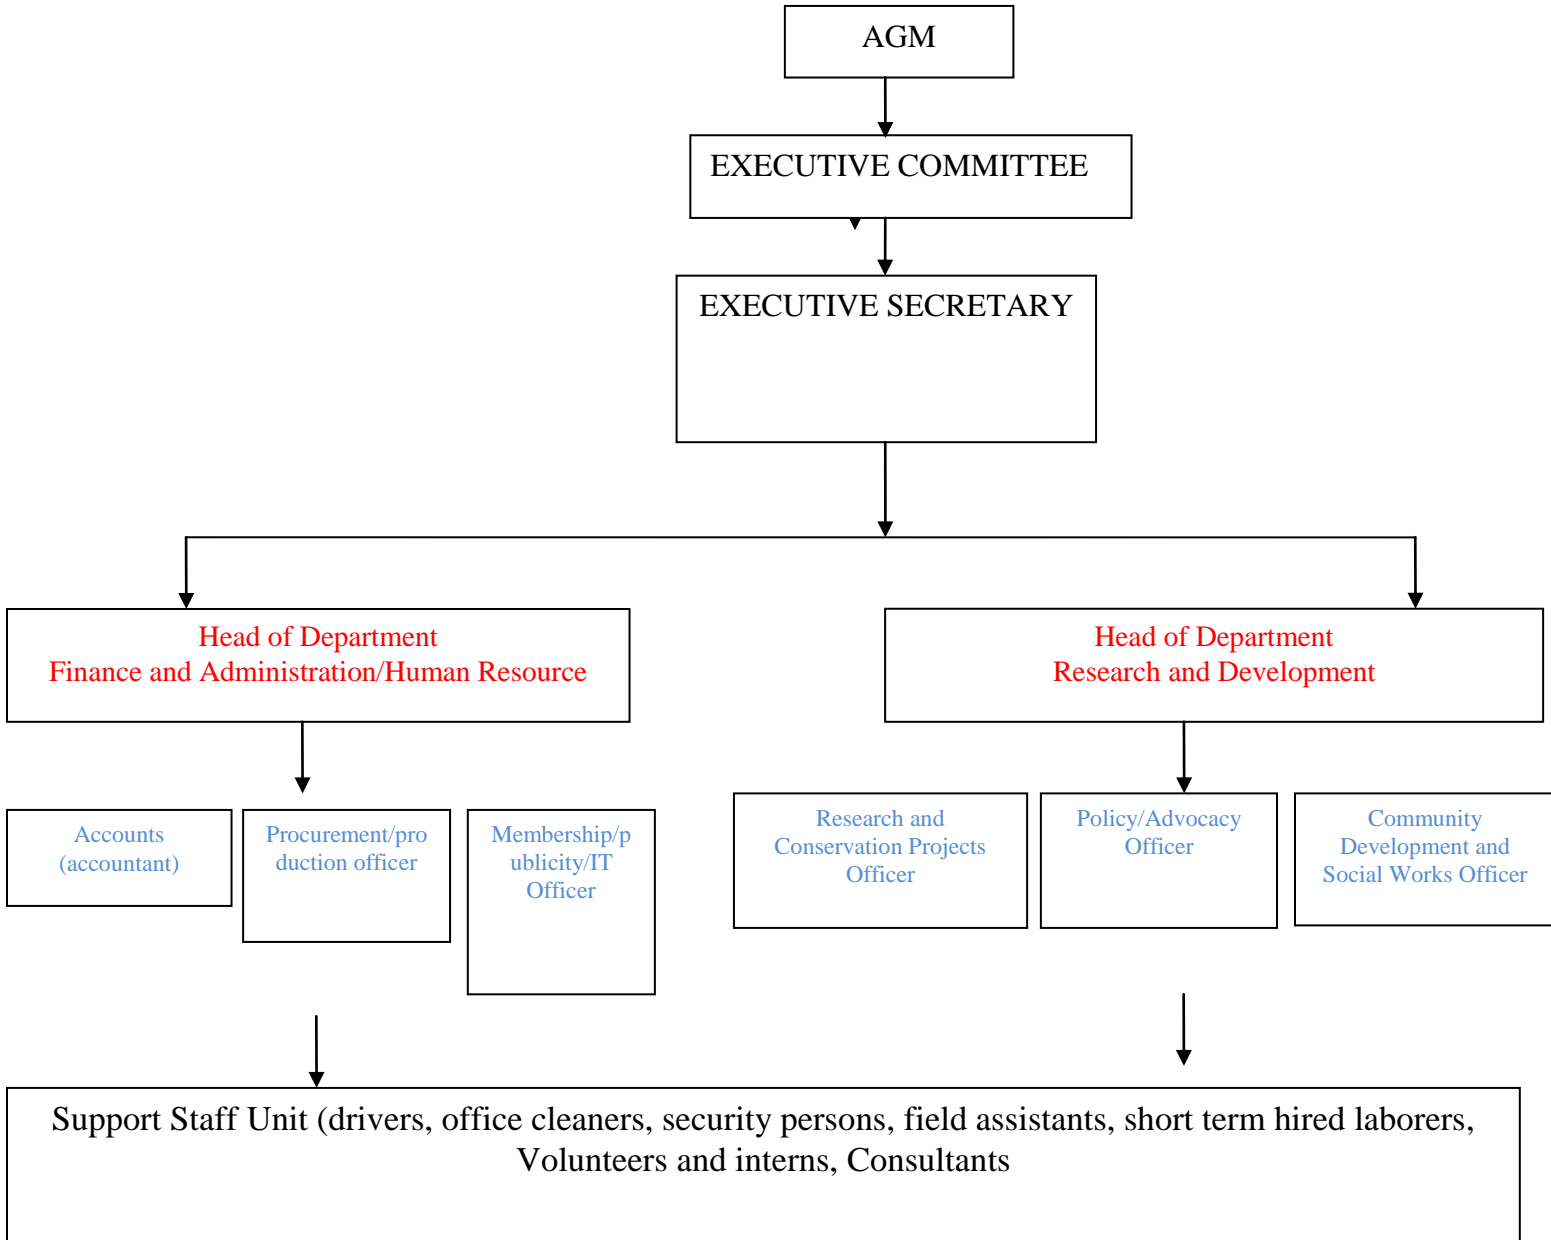 AGM
EXECUTIVE COMMITTEE
EXECUTIVE SECRETARY
Head of Department
Finance and Administration/Human Resource
Head of Department
Research and Development
Accounts
(accountant)
Procurement/pro
duction officer
Membership/p
ublicity/IT
Officer
Research and
Conservation Projects
Officer
Policy/Advocacy
Officer
Community
Development and
Social Works Officer
Support Staff Unit (drivers, office cleaners, security persons, field assistants, short term hired laborers,
Volunteers and interns, Consultants